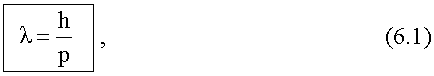 λ = h/p , (6.1)